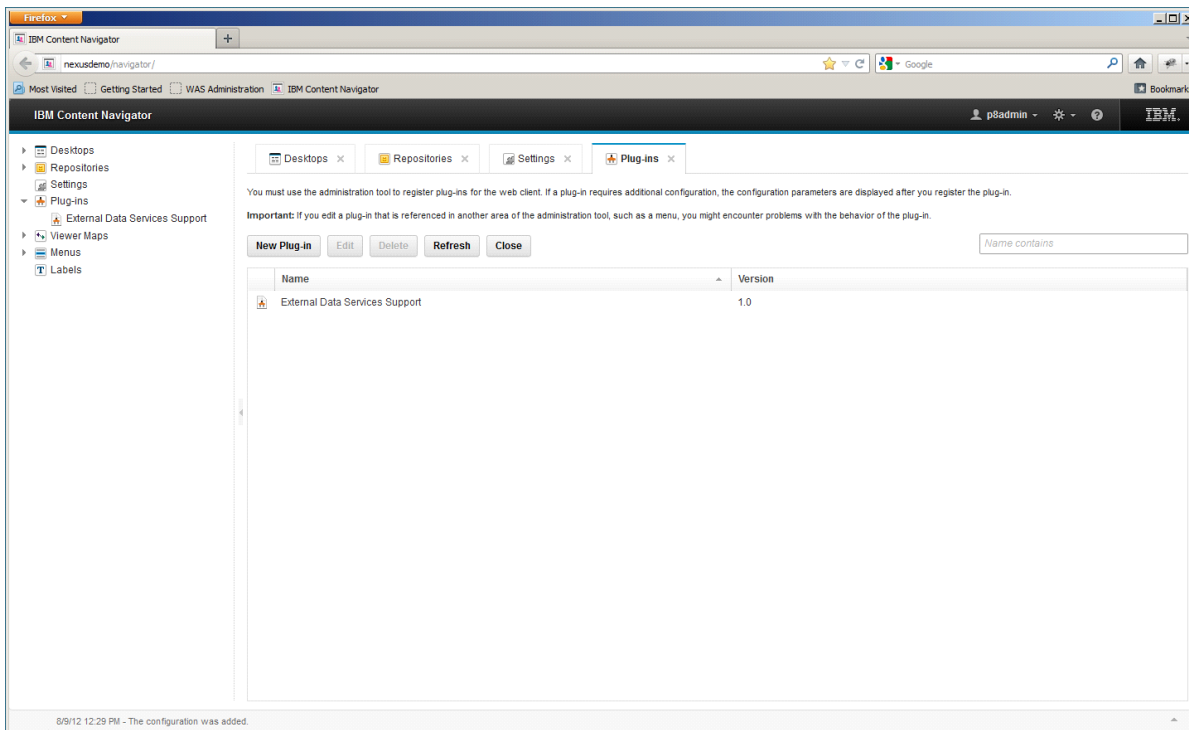 Firefox
IBM Content Navigator
+
nexusdemo/navigator/
Google
Most Visited Getting Started WAS Administration IBM Content Navigator
Bookmark
IBM Content Navigator
p8admin
IBM.
Desktops
Repositories
Settings
Plug-ins
External Data Services Support
Viewer Maps
Menus
Labels
Desktops × Repositories × Settings × Plug-ins ×
You must use the administration tool to register plug-ins for the web client. If a plug-in requires additional configuration, the configuration parameters are displayed after you register the plug-in.
Important: If you edit a plug-in that is referenced in another area of the administration tool, such as a menu, you might encounter problems with the behavior of the plug-in.
New Plug-in Edit Delete Refresh Close
Name contains
Name Version
External Data Services Support 1.0
8/9/12 12:29 PM - The configuration was added.